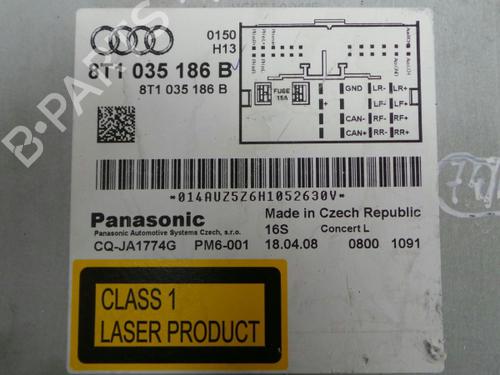 0150
H13
8T1 035 186 B
8T1 035 186 B
FUSE
15A
GND LR- LR+
+ LF- LF+
CAN- RF- RF+
CAN+ RR- RR+
*014AUZ5Z6H1052630V*
Panasonic
Panasonic Automotive Systems Czech, s.r.o.
CQ-JA1774G PM6-001
Made in Czech Republic
16S Concert L
18.04.08 0800 1091
CLASS 1
LASER PRODUCT